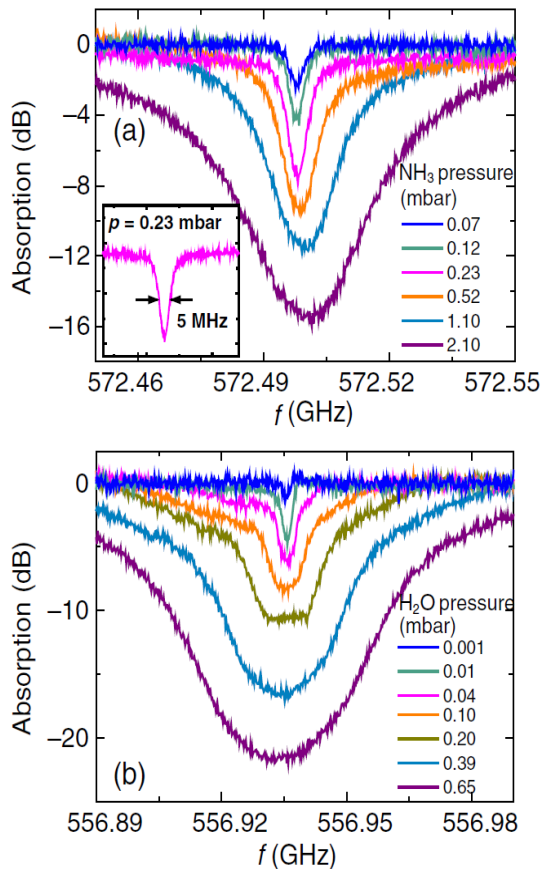 0
−4
−8
−12
−16
Absorption (dB)
(a)
p = 0.23 mbar
5 MHz
NH₃ pressure
(mbar)
0.07
0.12
0.23
0.52
1.10
2.10
572.46 572.49 572.52 572.55
f (GHz)
0
−10
−20
Absorption (dB)
(b)
H₂O pressure
(mbar)
0.001
0.01
0.04
0.10
0.20
0.39
0.65
556.89 556.92 556.95 556.98
f (GHz)